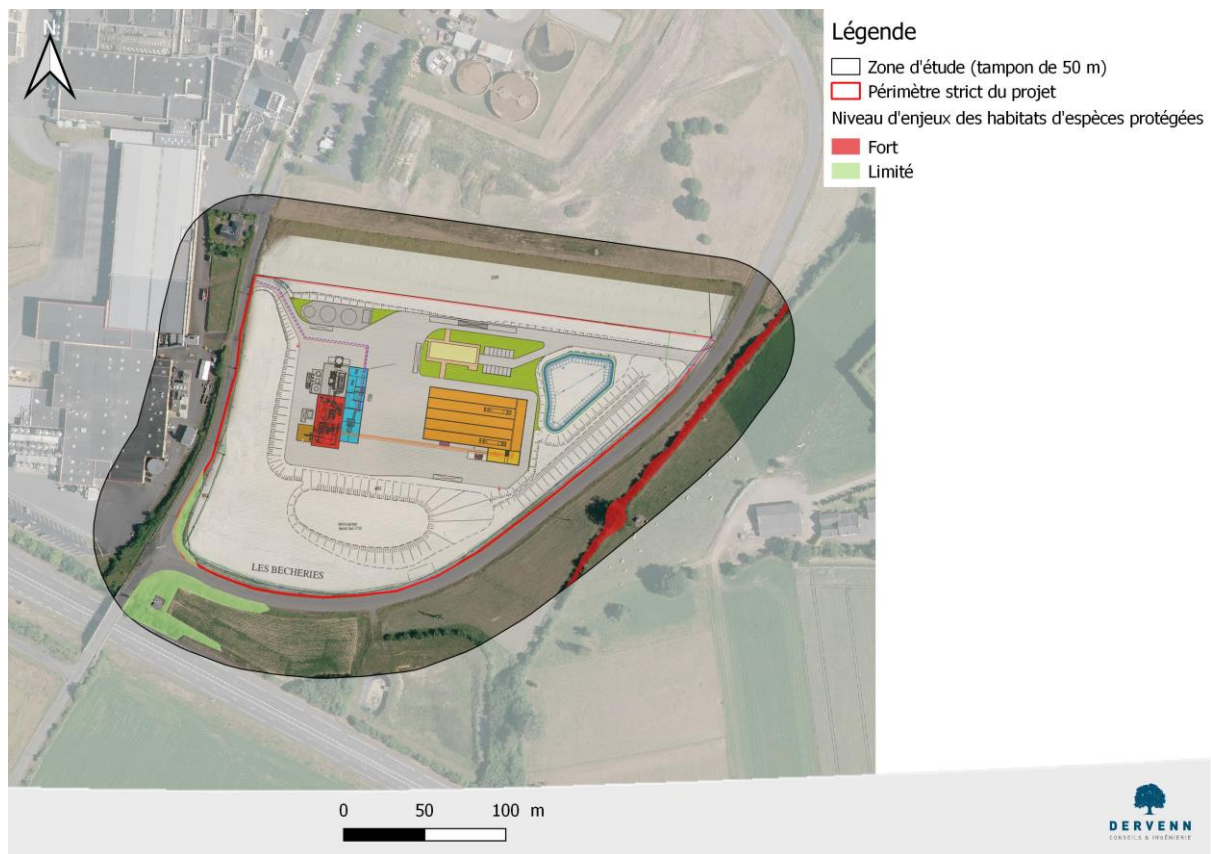 N
Légende
Zone d'étude (tampon de 50 m)
Périmètre strict du projet
Niveau d'enjeux des habitats d'espèces protégées
Fort
Limité
LES BECHERIES
0 50 100 m
DERVENN
CONSEILS & INGÉNIERIE